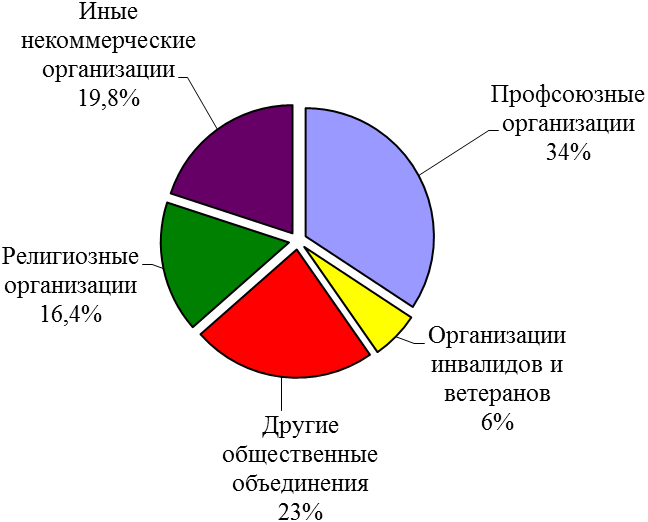 Иные
некоммерческие
организации
19,8%
Профсоюзные
организации
34%
Религиозные
организации
16,4%
Организации
инвалидов и
ветеранов
6%
Другие
общественные
объединения
23%